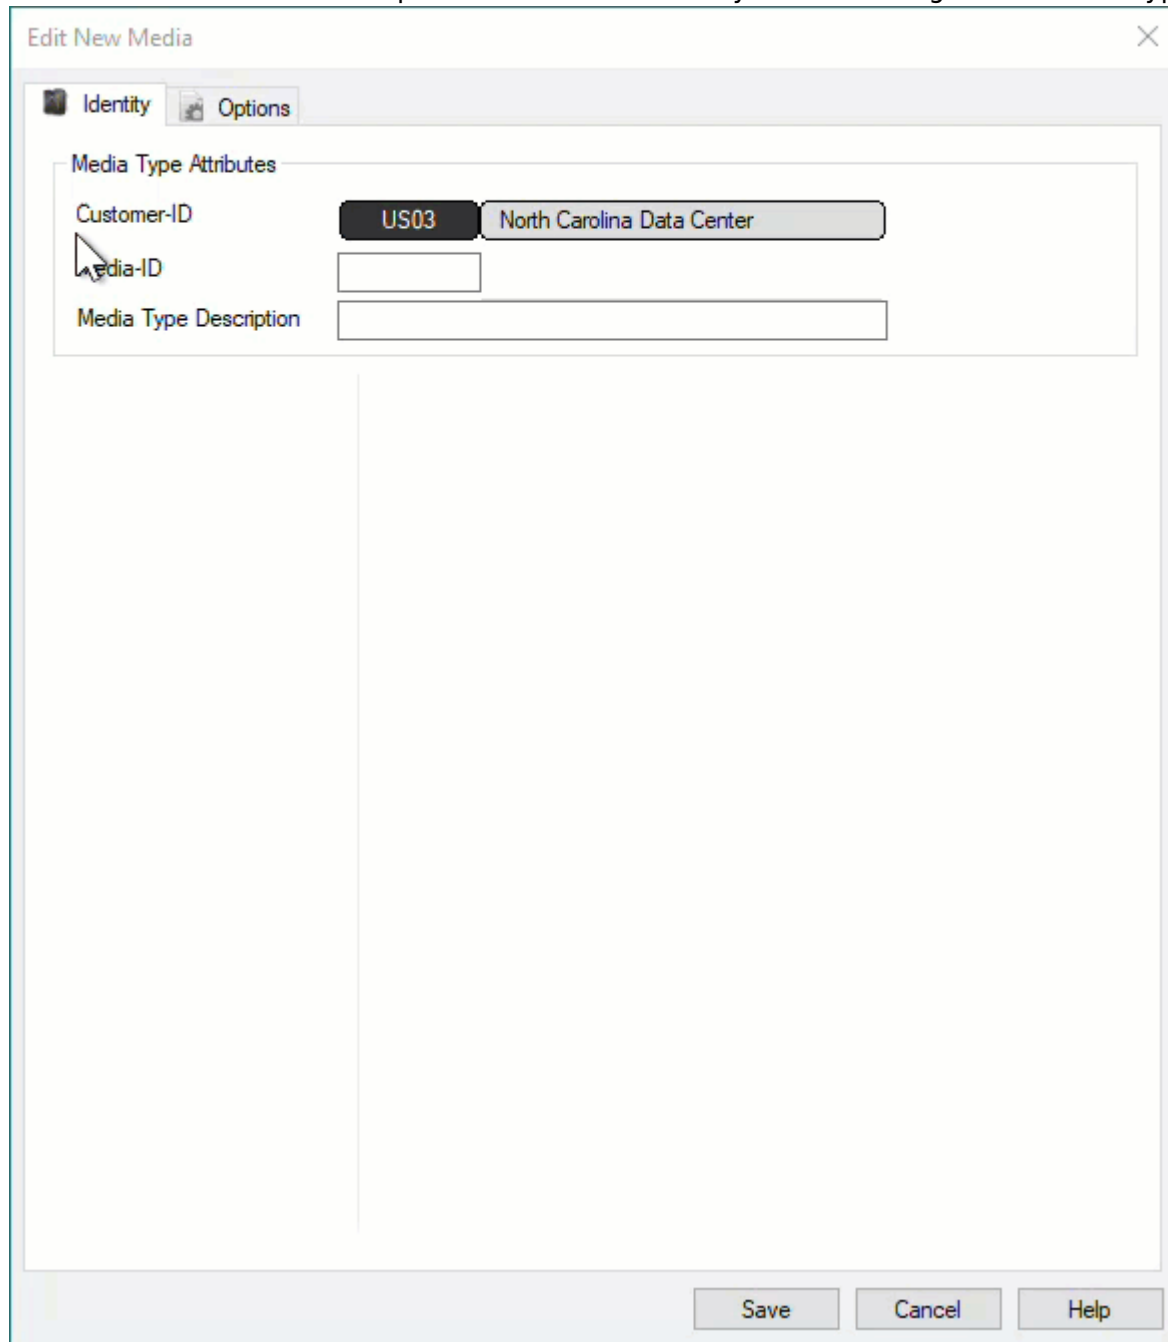 Edit New Media
Identity
Options
Media Type Attributes
Customer-ID US03 North Carolina Data Center
edia-ID
Media Type Description
Save Cancel Help